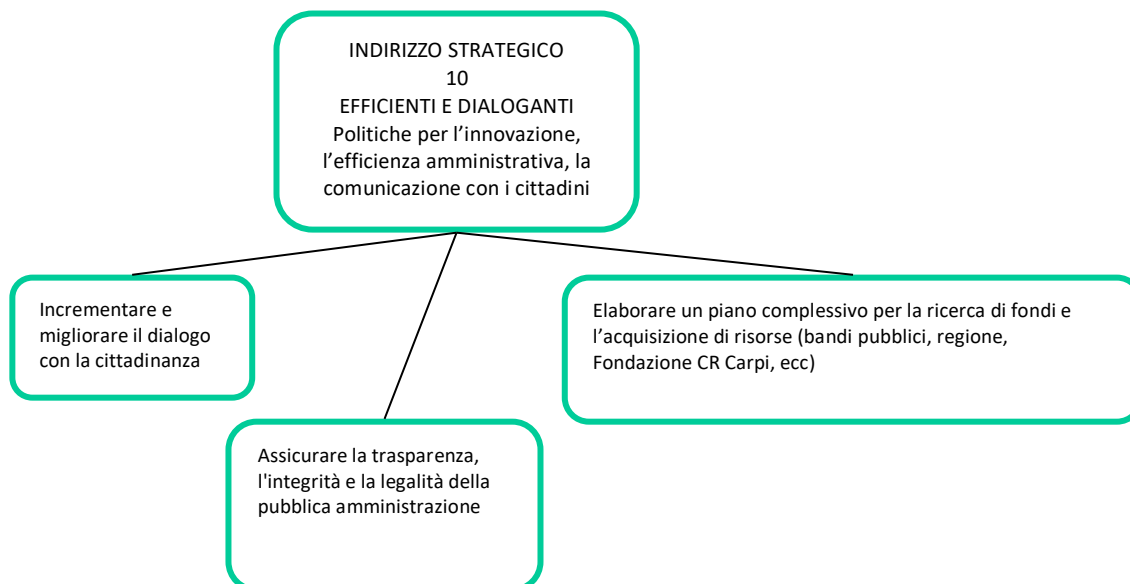 INDIRIZZO STRATEGICO
10
EFFICIENTI E DIALOGANTI
Politiche per l’innovazione,
l’efficienza amministrativa, la
comunicazione con i cittadini
Incrementare e
migliorare il dialogo
con la cittadinanza
Elaborare un piano complessivo per la ricerca di fondi e
l’acquisizione di risorse (bandi pubblici, regione,
Fondazione CR Carpi, ecc)
Assicurare la trasparenza,
l'integrità e la legalità della
pubblica amministrazione